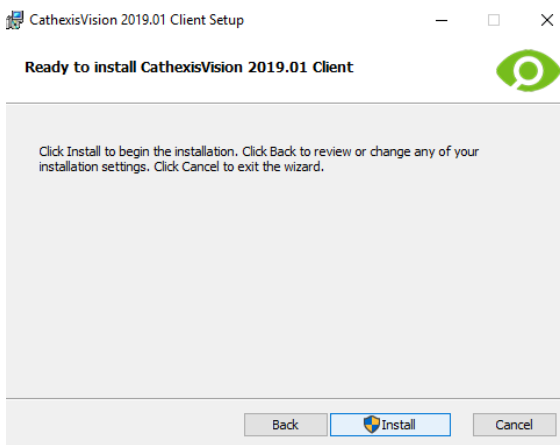 CathexisVision 2019.01 Client Setup
Ready to install CathexisVision 2019.01 Client
Click Install to begin the installation. Click Back to review or change any of your
installation settings. Click Cancel to exit the wizard.
Back Install Cancel